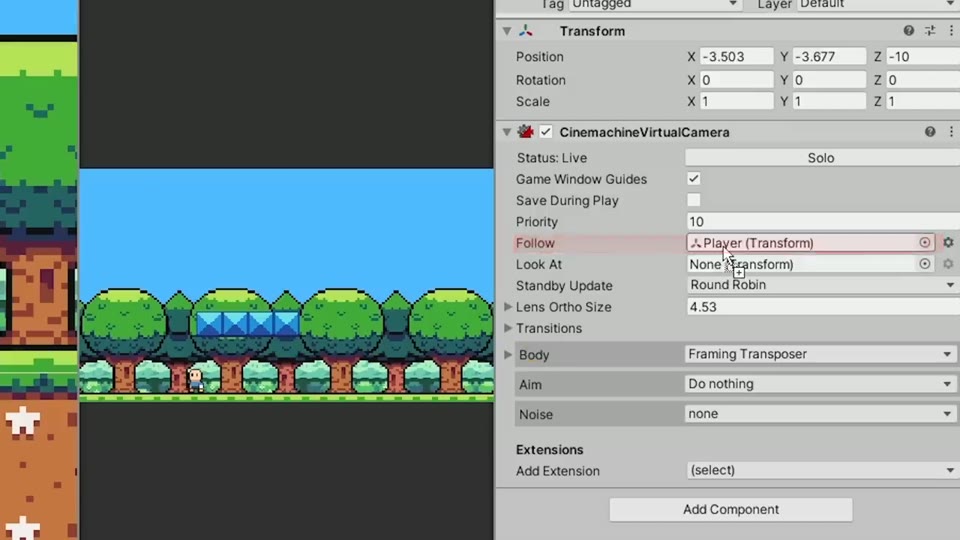 Tag Untagged Layer Default
Transform
Position X -3.503 Y -3.677 Z -10
Rotation X 0 Y 0 Z 0
Scale X 1 Y 1 Z 1
CinemachineVirtualCamera
Status: Live Solo
Game Window Guides
Save During Play
Priority 10
Follow Player (Transform)
Look At None (Transform)
Standby Update Round Robin
Lens Ortho Size 4.53
Transitions
Body Framing Transposer
Aim Do nothing
Noise none
Extensions
Add Extension (select)
Add Component